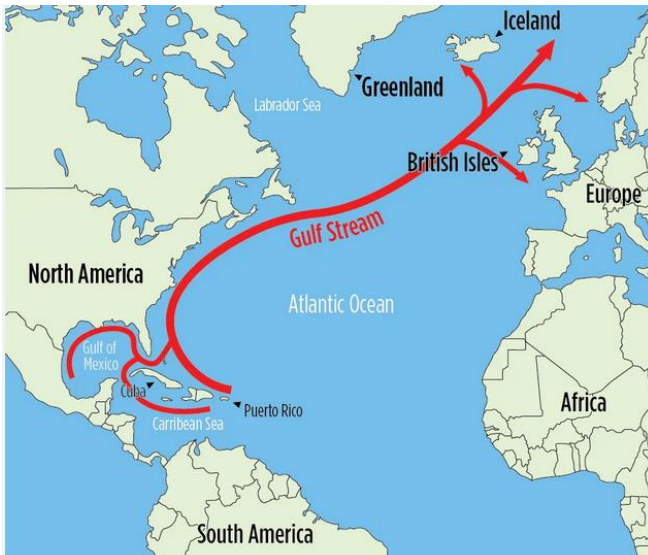 Iceland
Greenland
Labrador Sea
British Isles
Europe
Gulf Stream
North America
Atlantic Ocean
Gulf of
Mexico
Cuba
Puerto Rico
Carribean Sea
Africa
South America